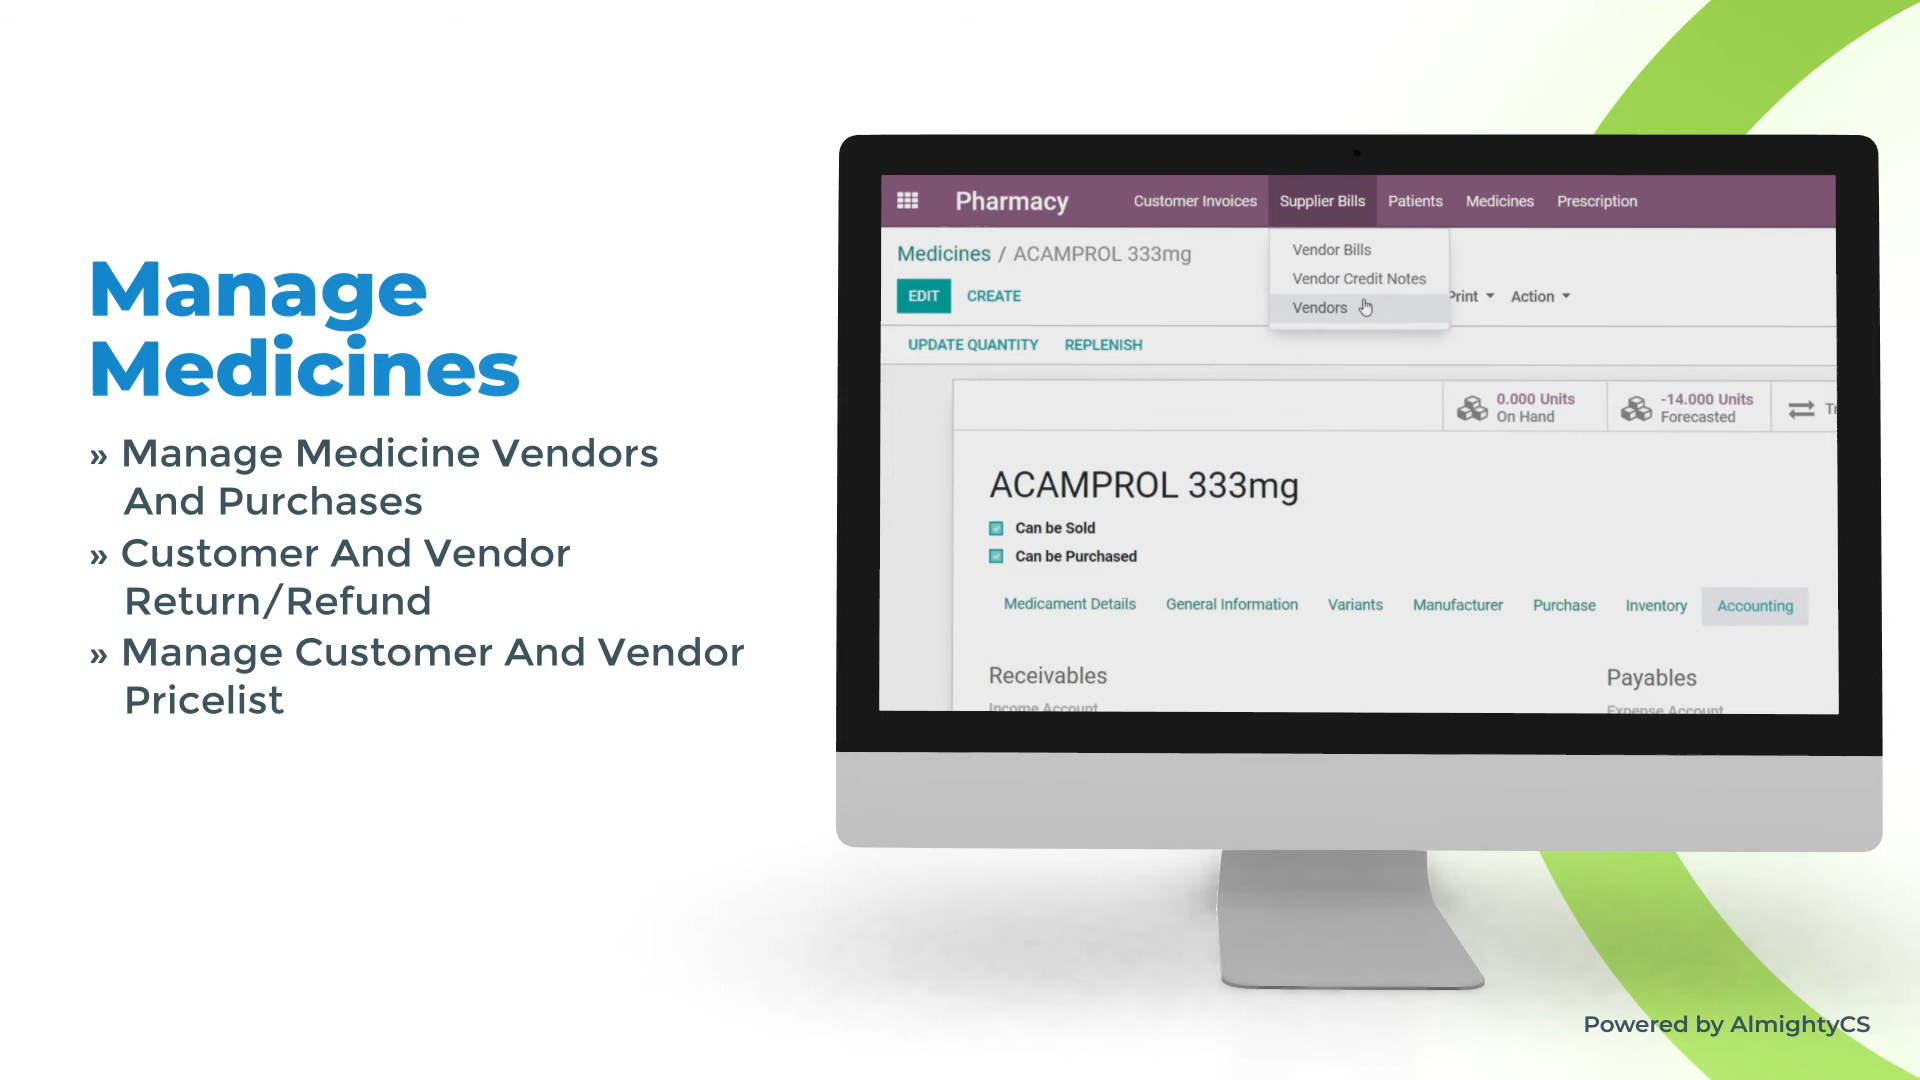 Manage
Medicines
» Manage Medicine Vendors
And Purchases
» Customer And Vendor
Return/Refund
» Manage Customer And Vendor
Pricelist
Pharmacy
Customer Invoices
Supplier Bills
Patients
Medicines
Prescription
Medicines / ACAMPROL 333mg
Vendor Bills
Vendor Credit Notes
Vendors
EDIT
CREATE
Print
Action
UPDATE QUANTITY
REPLENISH
0.000 Units
On Hand
-14.000 Units
Forecasted
ACAMPROL 333mg
Can be Sold
Can be Purchased
Medicament Details
General Information
Variants
Manufacturer
Purchase
Inventory
Accounting
Receivables
Payables
Income Account
Expense Account
Powered by AlmightyCS